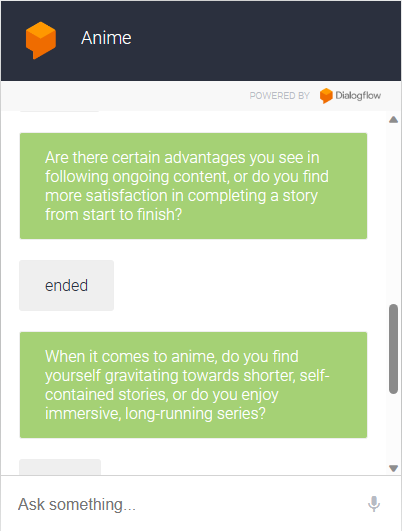 Anime
POWERED BY Dialogflow
Are there certain advantages you see in
following ongoing content, or do you find
more satisfaction in completing a story
from start to finish?
ended
When it comes to anime, do you find
yourself gravitating towards shorter, self-
contained stories, or do you enjoy
immersive, long-running series?
Ask something...